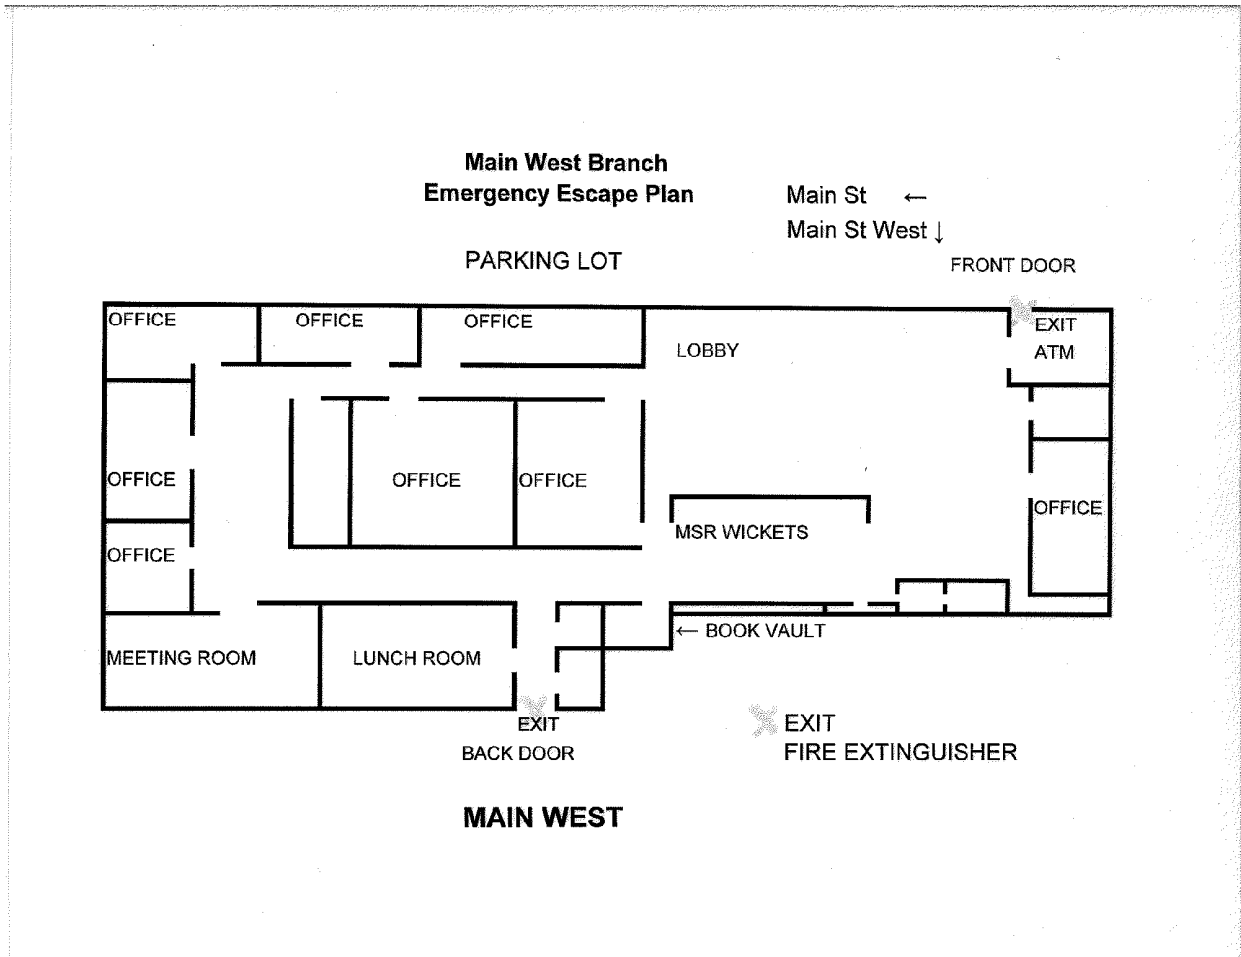 Main West Branch
Emergency Escape Plan
Main St ←
Main St West ↓
PARKING LOT
FRONT DOOR
OFFICE
OFFICE
OFFICE
LOBBY
EXIT
ATM
OFFICE
OFFICE
OFFICE
OFFICE
MSR WICKETS
OFFICE
← BOOK VAULT
MEETING ROOM
LUNCH ROOM
EXIT
BACK DOOR
EXIT
FIRE EXTINGUISHER
MAIN WEST